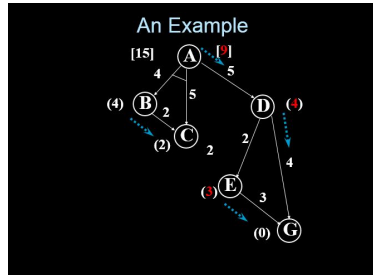 An Example
[15] A [9]
4 5
5
(4) B D (4)
2
(2) C 2
2 4
(3) E 3
(0) G